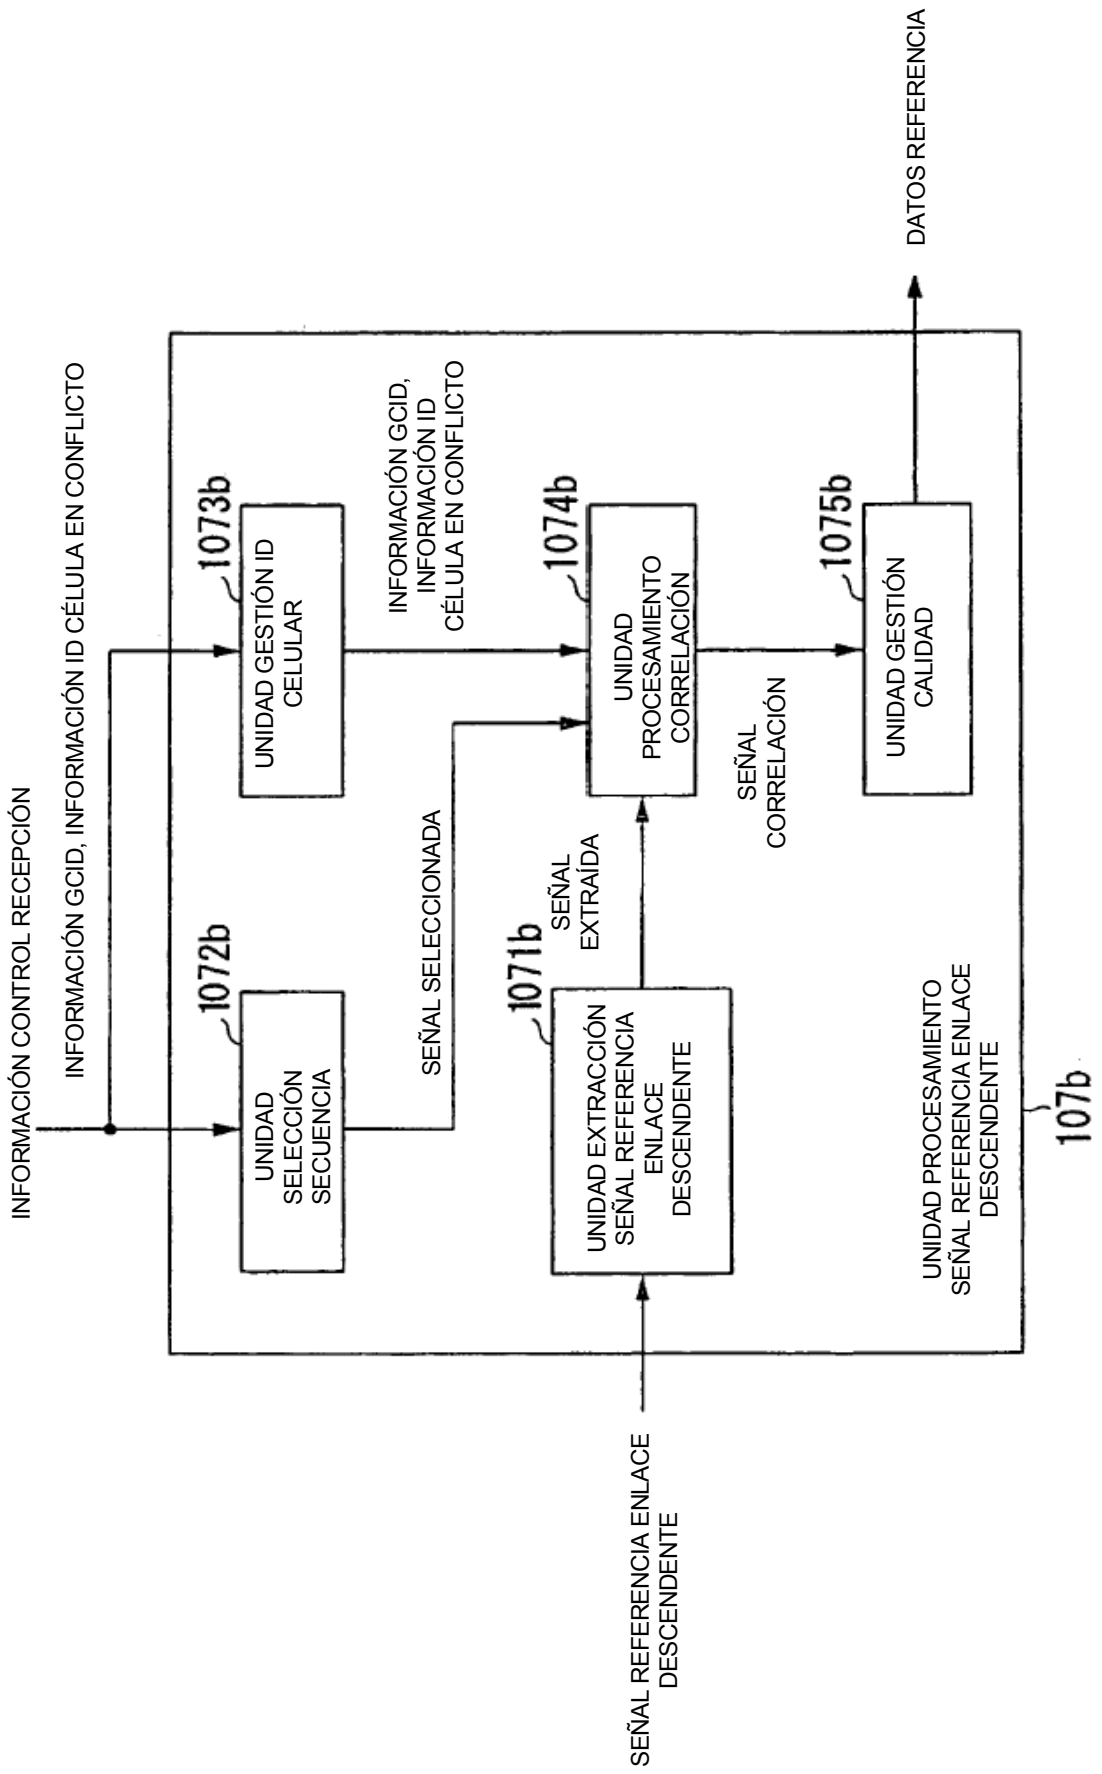 INFORMACIÓN CONTROL RECEPCIÓN
INFORMACIÓN GCID, INFORMACIÓN ID CÉLULA EN CONFLICTO
1072b
UNIDAD
SELECCIÓN
SECUENCIA
1073b
UNIDAD GESTIÓN ID
CELULAR
SEÑAL SELECCIONADA
INFORMACIÓN GCID,
INFORMACIÓN ID
CÉLULA EN CONFLICTO
SEÑAL REFERENCIA ENLACE
DESCENDENTE
1071b
UNIDAD EXTRACCIÓN
SEÑAL REFERENCIA
ENLACE
DESCENDENTE
SEÑAL
EXTRAÍDA
1074b
UNIDAD
PROCESAMIENTO
CORRELACIÓN
SEÑAL
CORRELACIÓN
1075b
UNIDAD GESTIÓN
CALIDAD
DATOS REFERENCIA
UNIDAD PROCESAMIENTO
SEÑAL REFERENCIA ENLACE
DESCENDENTE
107b